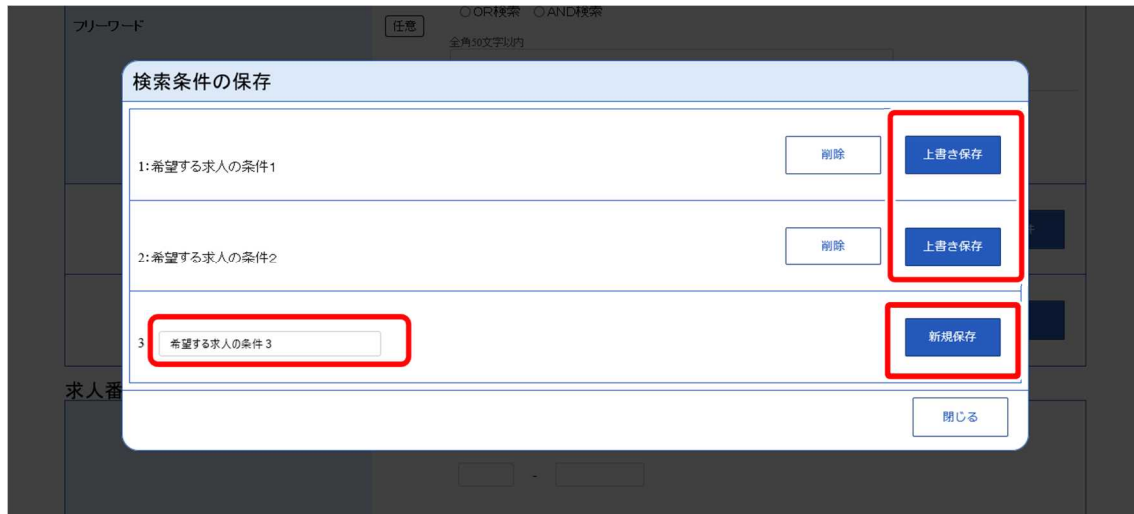 フリーワード
任意
○OR検索 ○AND検索
全角50文字以内
検索条件の保存
1:希望する求人の条件1
削除
上書き保存
2:希望する求人の条件2
削除
上書き保存
3
希望する求人の条件３
新規保存
閉じる
求人番
-